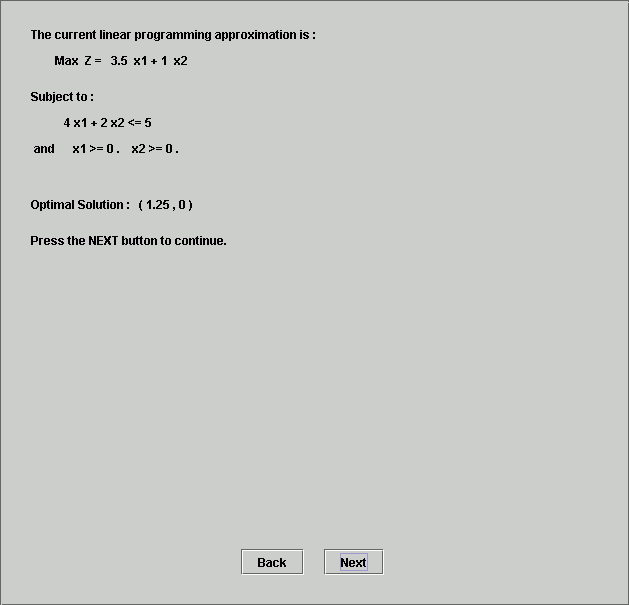 The current linear programming approximation is :
Max Z = 3.5 x1 + 1 x2
Subject to :
4 x1 + 2 x2 <= 5
and x1 >= 0 . x2 >= 0 .
Optimal Solution : ( 1.25 , 0 )
Press the NEXT button to continue.
Back Next